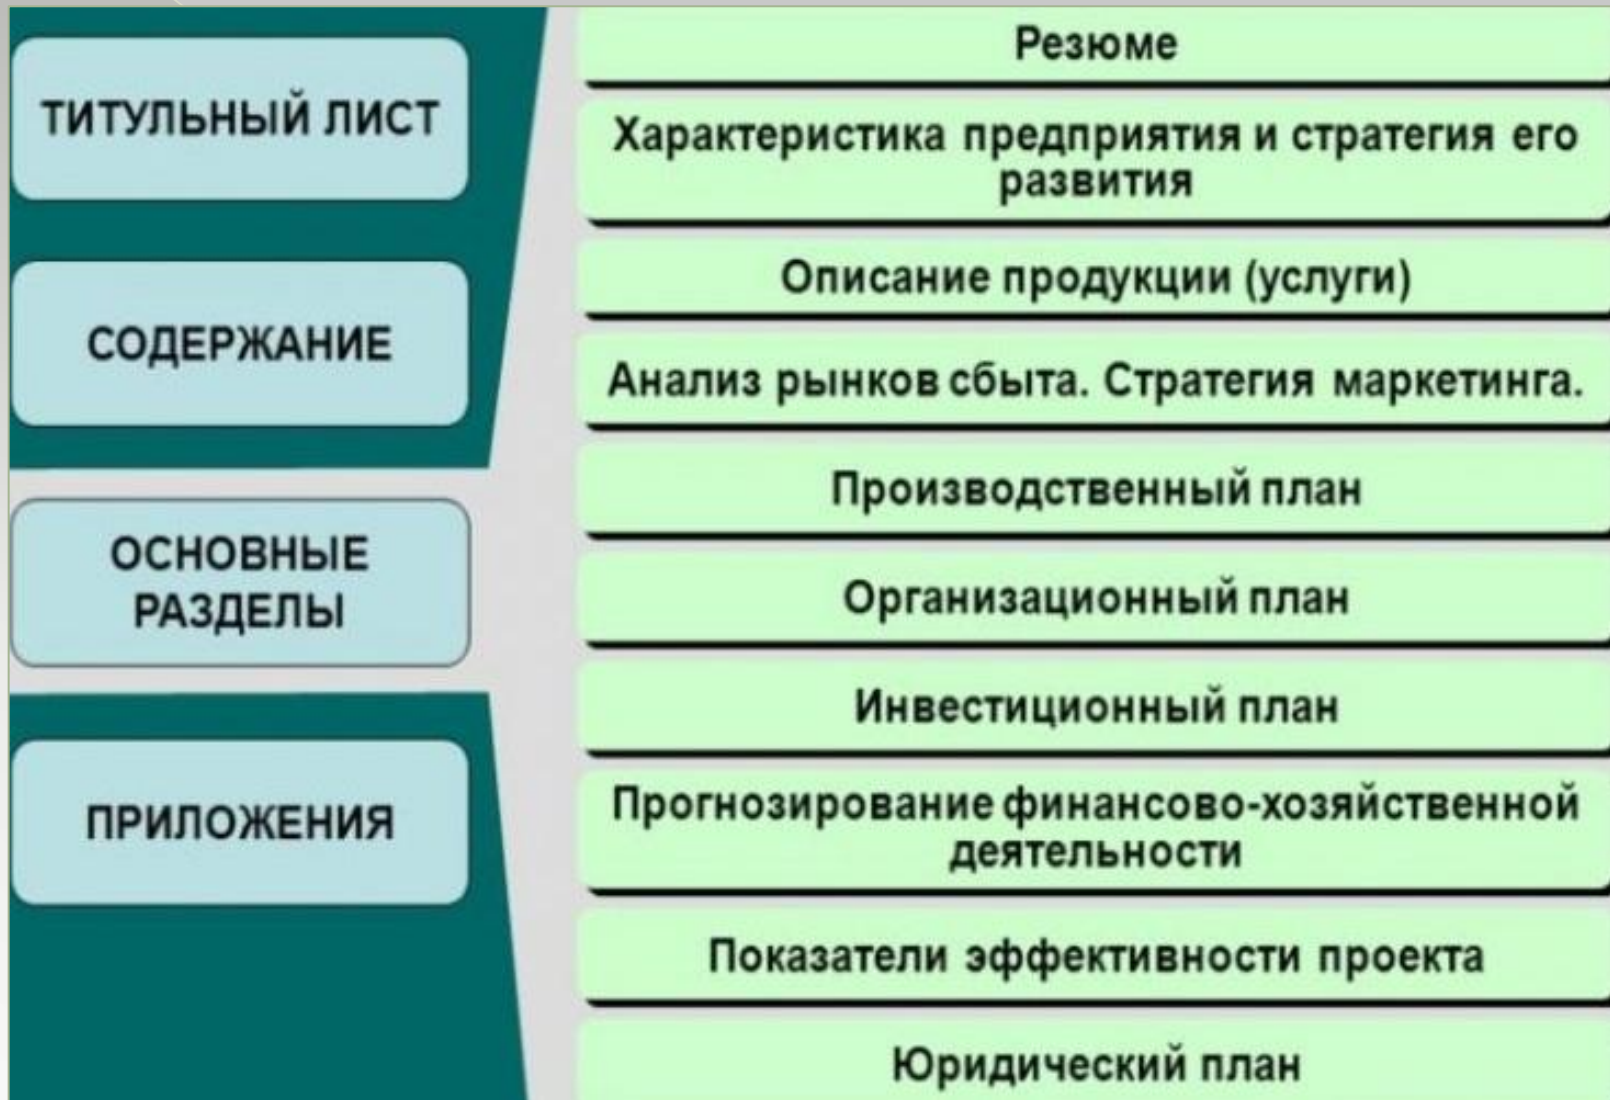 ТИТУЛЬНЫЙ ЛИСТ
СОДЕРЖАНИЕ
ОСНОВНЫЕ
РАЗДЕЛЫ
ПРИЛОЖЕНИЯ
Резюме
Характеристика предприятия и стратегия его
развития
Описание продукции (услуги)
Анализ рынков сбыта. Стратегия маркетинга.
Производственный план
Организационный план
Инвестиционный план
Прогнозирование финансово-хозяйственной
деятельности
Показатели эффективности проекта
Юридический план